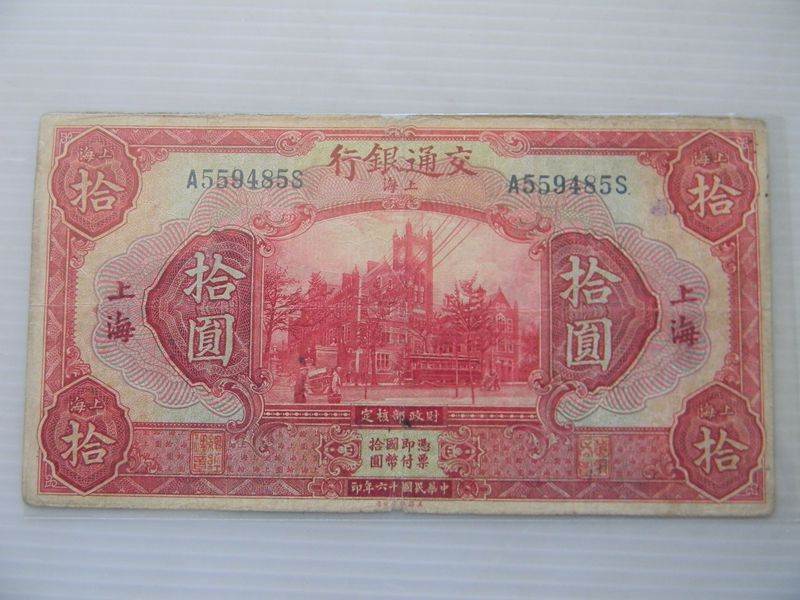 交通銀行
上海
A559485S
A559485S
上海
拾
上海
拾
拾圓
拾圓
上海
上海
財政部核定
憑票
即付
國幣
拾圓
上海
拾
上海
拾
中華民國十六年印